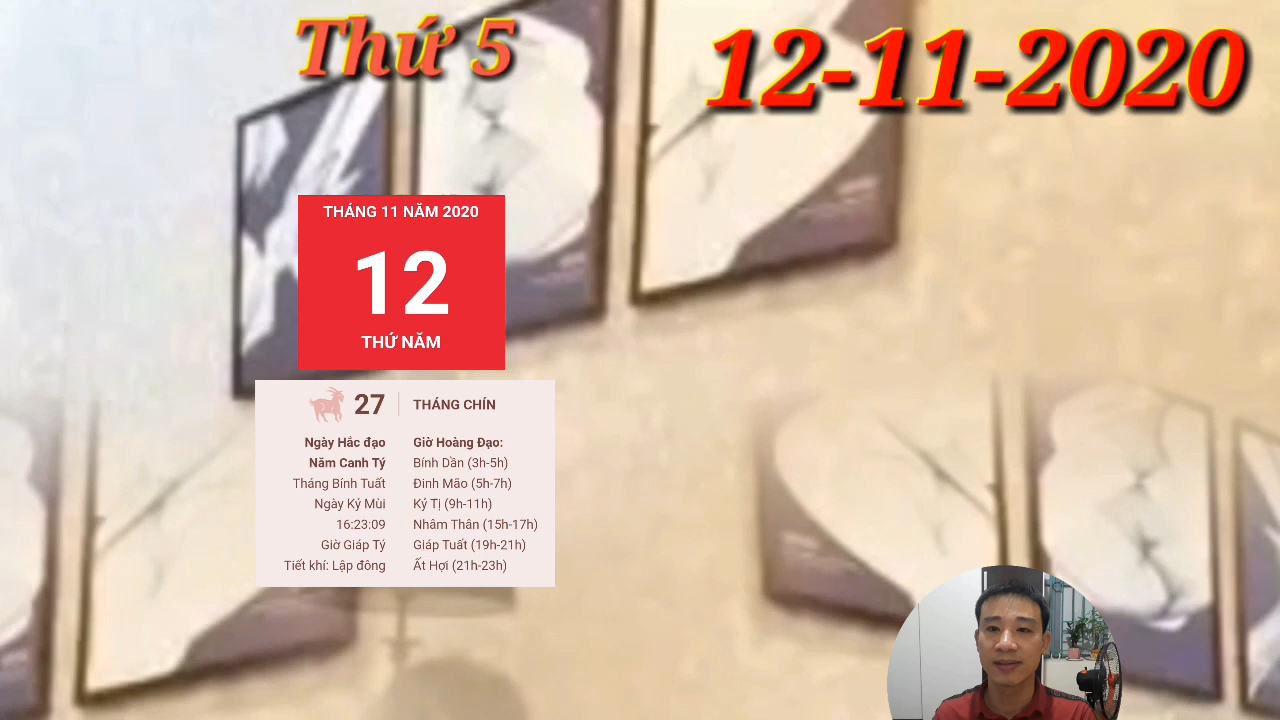 Thứ 5
12-11-2020
THÁNG 11 NĂM 2020
12
THỨ NĂM
27
THÁNG CHÍN
Ngày Hắc đạo
Năm Canh Tý
Tháng Bính Tuất
Ngày Kỷ Mùi
16:23:09
Giờ Giáp Tý
Tiết khí: Lập đông
Giờ Hoàng Đạo:
Bính Dần (3h-5h)
Đinh Mão (5h-7h)
Kỷ Tị (9h-11h)
Nhâm Thân (15h-17h)
Giáp Tuất (19h-21h)
Ất Hợi (21h-23h)